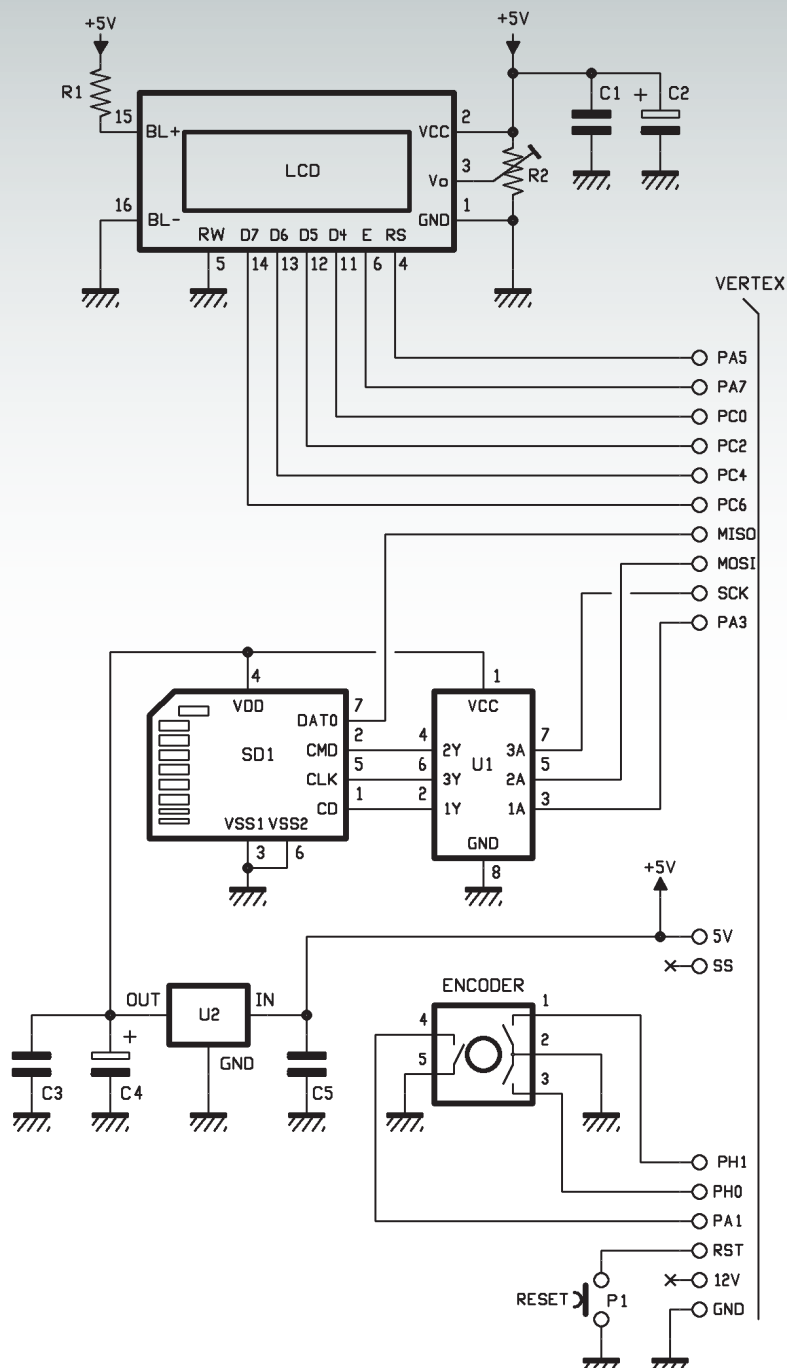 +5V
+5V
R1
C1
+
C2
15
BL+
LCD
VCC
2
Vo
3
R2
16
BL-
GND
1
RW D7 D6 D5 D4 E RS
5 14 13 12 11 6 4
VERTEX
PA5
PA7
PC0
PC2
PC4
PC6
MISO
MOSI
SCK
PA3
4
VDD
1
VCC
DAT0
7
SD1
CMD
2
4
2Y
U1
3A
7
CLK
5
6
3Y
2A
5
CD
1
2
1Y
1A
3
VSS1 VSS2
3
6
GND
8
+5V
5V
SS
OUT
U2
IN
ENCODER
+
GND
C3
C4
C5
4
5
1
2
3
PH1
PH0
PA1
RST
12V
GND
RESET
P1